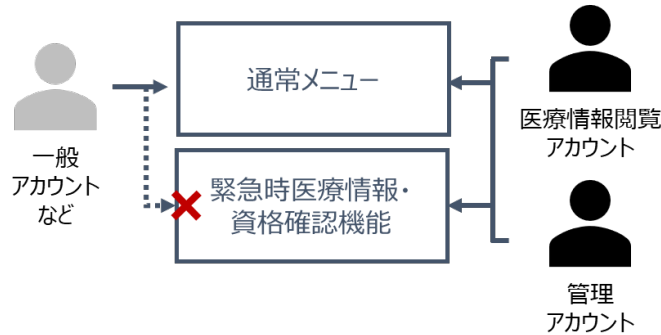 通常メニュー
一般
アカウント
など
医療情報閲覧
アカウント
緊急時医療情報・
資格確認機能
管理
アカウント